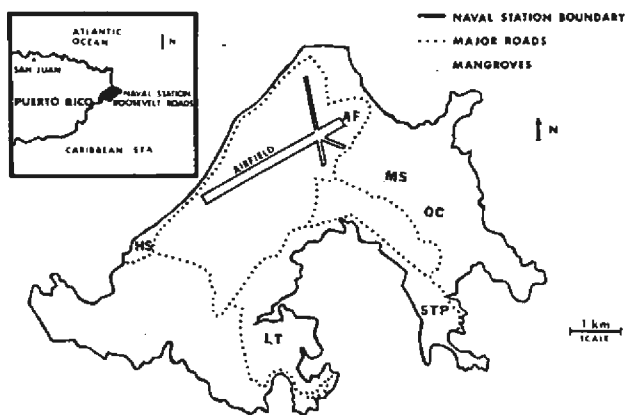 ATLANTIC
OCEAN
N
SAN JUAN
PUERTO RICO
NAVAL STATION
ROOSEVELT ROADS
CARIBBEAN SEA
NAVAL STATION BOUNDARY
MAJOR ROADS
MANGROVES
N
AF
AIRFIELD
MS
OC
HS
STP
LT
1 km
SCALE